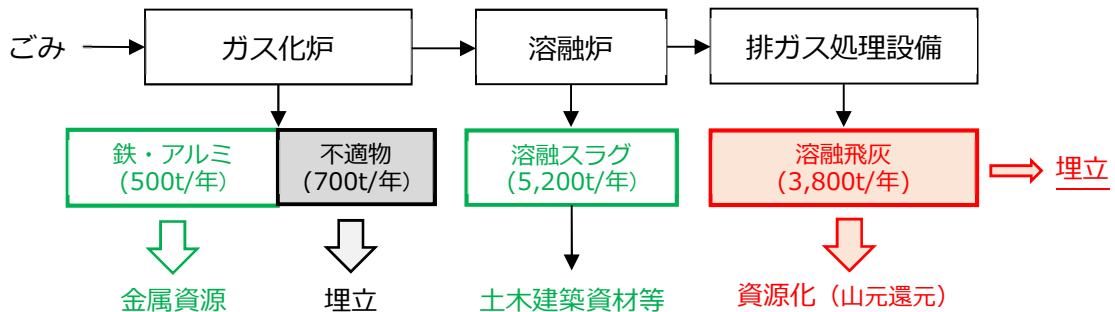 ごみ
ガス化炉
溶融炉
排ガス処理設備
鉄・アルミ
(500t/年)
不適物
(700t/年)
溶融スラグ
(5,200t/年)
溶融飛灰
(3,800t/年)
埋立
金属資源
埋立
土木建築資材等
資源化（山元還元）